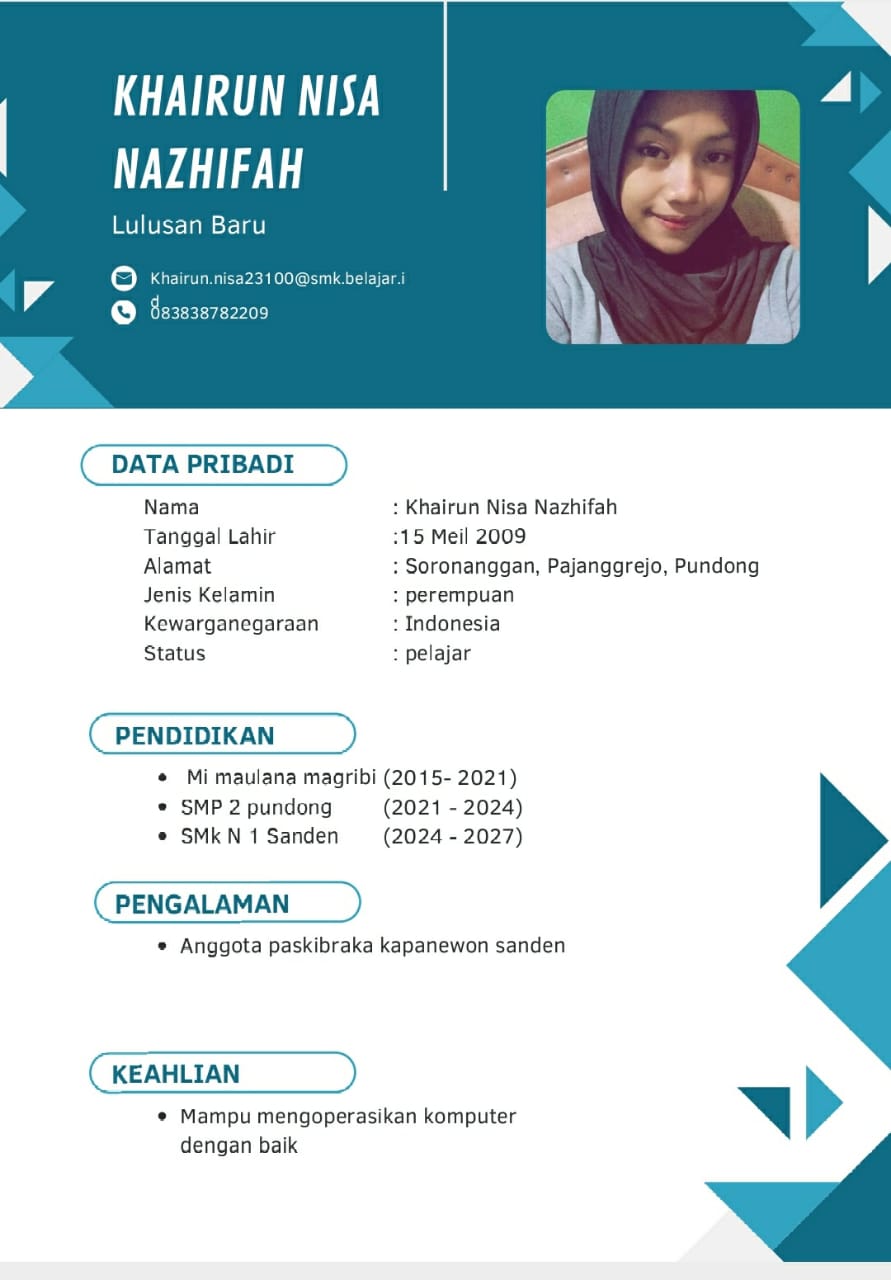 KHAIRUN NISA
NAZHIFAH
Lulusan Baru
Khairun.nisa23100@smk.belajar.i
d
083838782209
DATA PRIBADI
Nama : Khairun Nisa Nazhifah
Tanggal Lahir :15 Meil 2009
Alamat : Soronanggan, Pajanggrejo, Pundong
Jenis Kelamin : perempuan
Kewarganegaraan : Indonesia
Status : pelajar
PENDIDIKAN
• Mi maulana magribi (2015- 2021)
• SMP 2 pundong (2021 - 2024)
• SMk N 1 Sanden (2024 - 2027)
PENGALAMAN
• Anggota paskibraka kapanewon sanden
KEAHLIAN
• Mampu mengoperasikan komputer
dengan baik